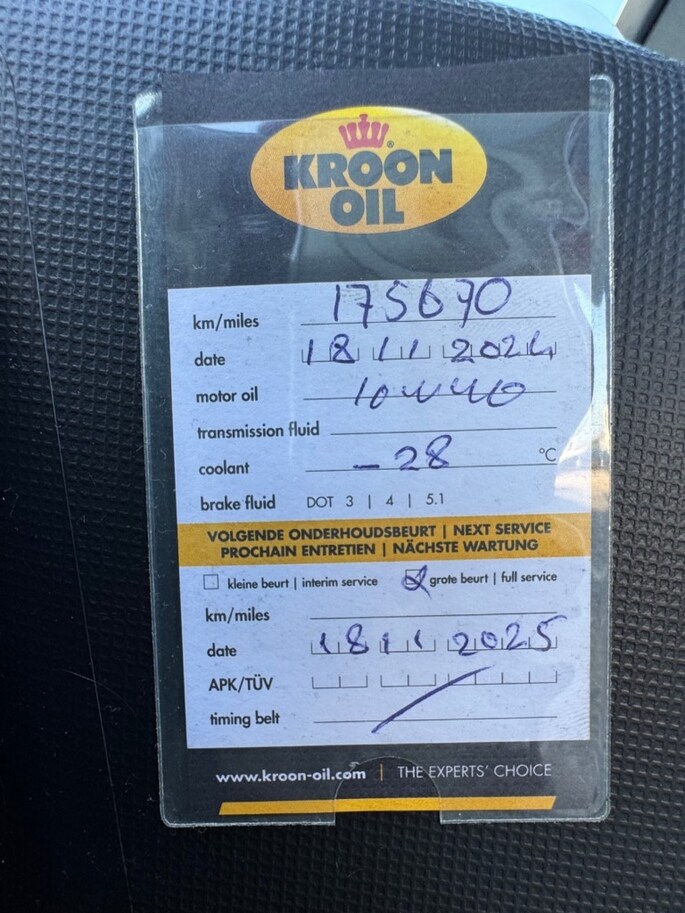 KROON
OIL
km/miles 175690
date 18 11 2024
motor oil 10W40
transmission fluid
coolant -28 °C
brake fluid DOT 3 | 4 | 5.1
VOLGENDE ONDERHOUDSBEURT | NEXT SERVICE
PROCHAIN ENTRETIEN | NÄCHSTE WARTUNG
kleine beurt | interim service grote beurt | full service
km/miles
date 18 11 2025
APK/TÜV
timing belt
www.kroon-oil.com | THE EXPERTS' CHOICE